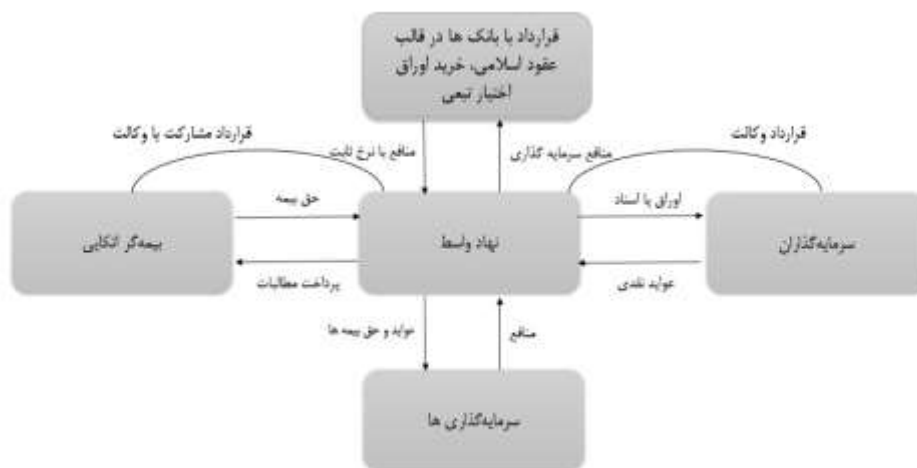 قرارداد با بانک ها در قالب
عقود اسلامی، خرید اوراق
اختیار تبعی
قرارداد وکالت
قرارداد مشارکت یا وکالت
منافع سرمایه گذاری
منافع با نرخ ثابت
سرمایه‌گذاران
اوراق یا اسناد
نهاد واسط
حق بیمه
بیمه‌گر اتکایی
عواید نقدی
پرداخت مطالبات
منافع
عواید و حق بیمه ها
سرمایه‌گذاری ها